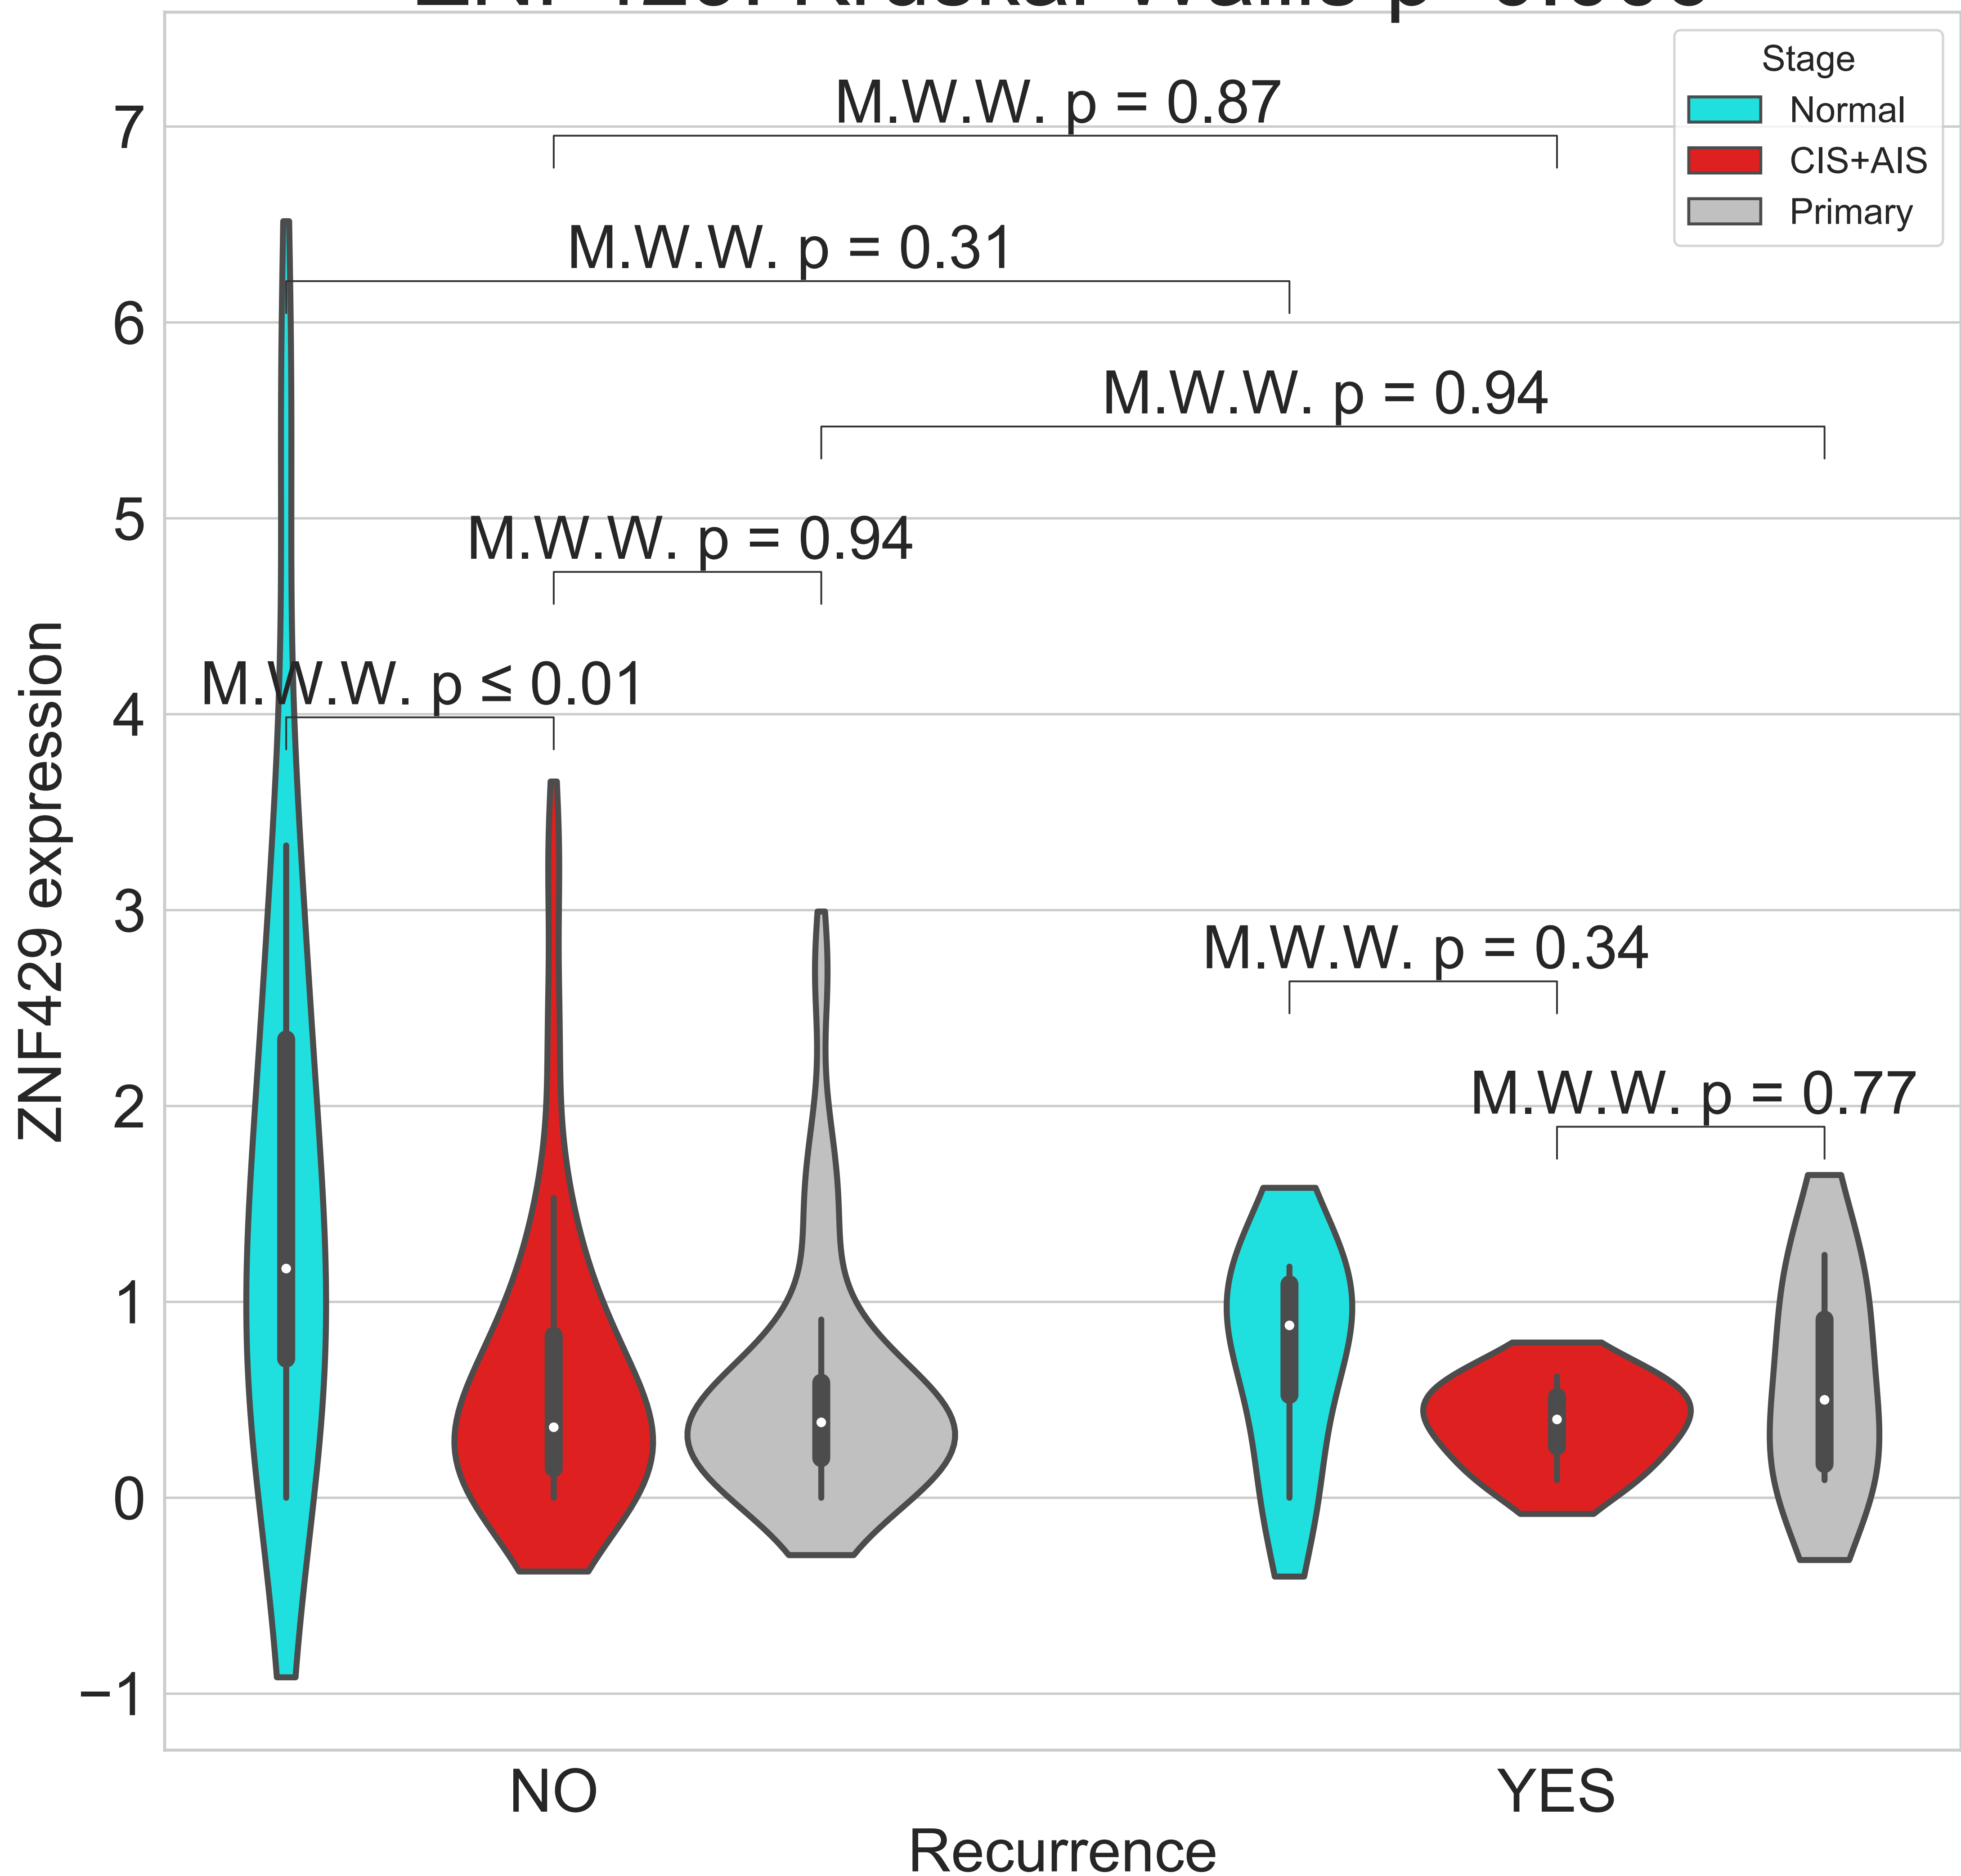 Stage
Normal
CIS+AIS
Primary
M.W.W. p = 0.87
M.W.W. p = 0.31
M.W.W. p = 0.94
M.W.W. p = 0.94
M.W.W. p ≤ 0.01
M.W.W. p = 0.34
M.W.W. p = 0.77
7
6
5
4
3
2
1
0
−1
ZNF429 expression
NO
YES
Recurrence